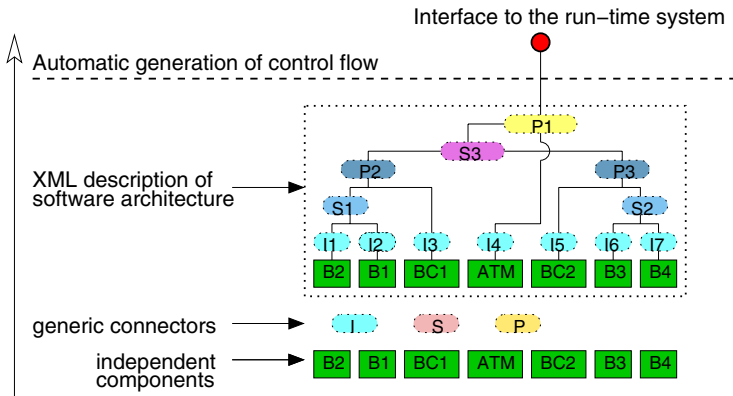 Interface to the run−time system
Automatic generation of control flow
P1
S3
P2 P3
XML description of
software architecture
S1 S2
I1 I2 I3 I4 I5 I6 I7
B2 B1 BC1 ATM BC2 B3 B4
generic connectors
I S P
independent
components
B2 B1 BC1 ATM BC2 B3 B4